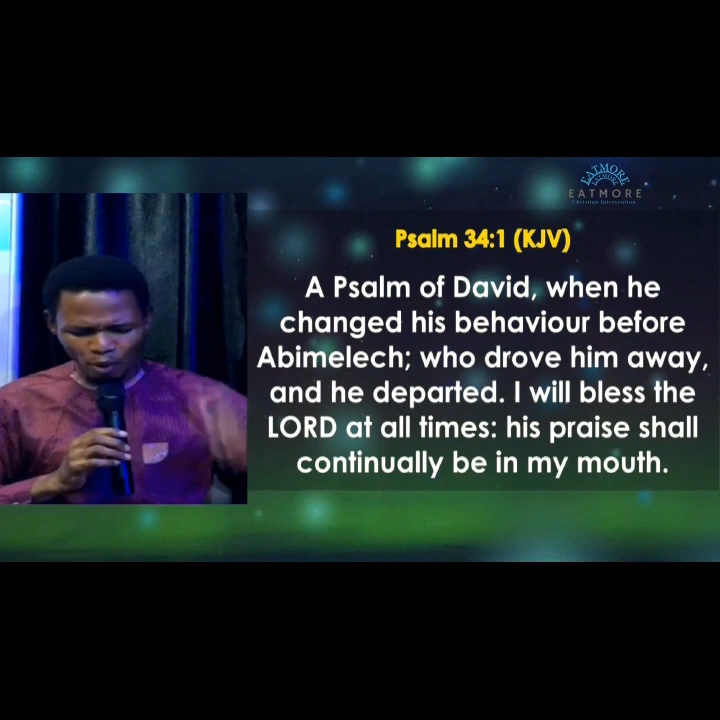 EATMORE
EATMORE
Christian Intervention
Psalm 34:1 (KJV)
A Psalm of David, when he
changed his behaviour before
Abimelech; who drove him away,
and he departed. I will bless the
LORD at all times: his praise shall
continually be in my mouth.